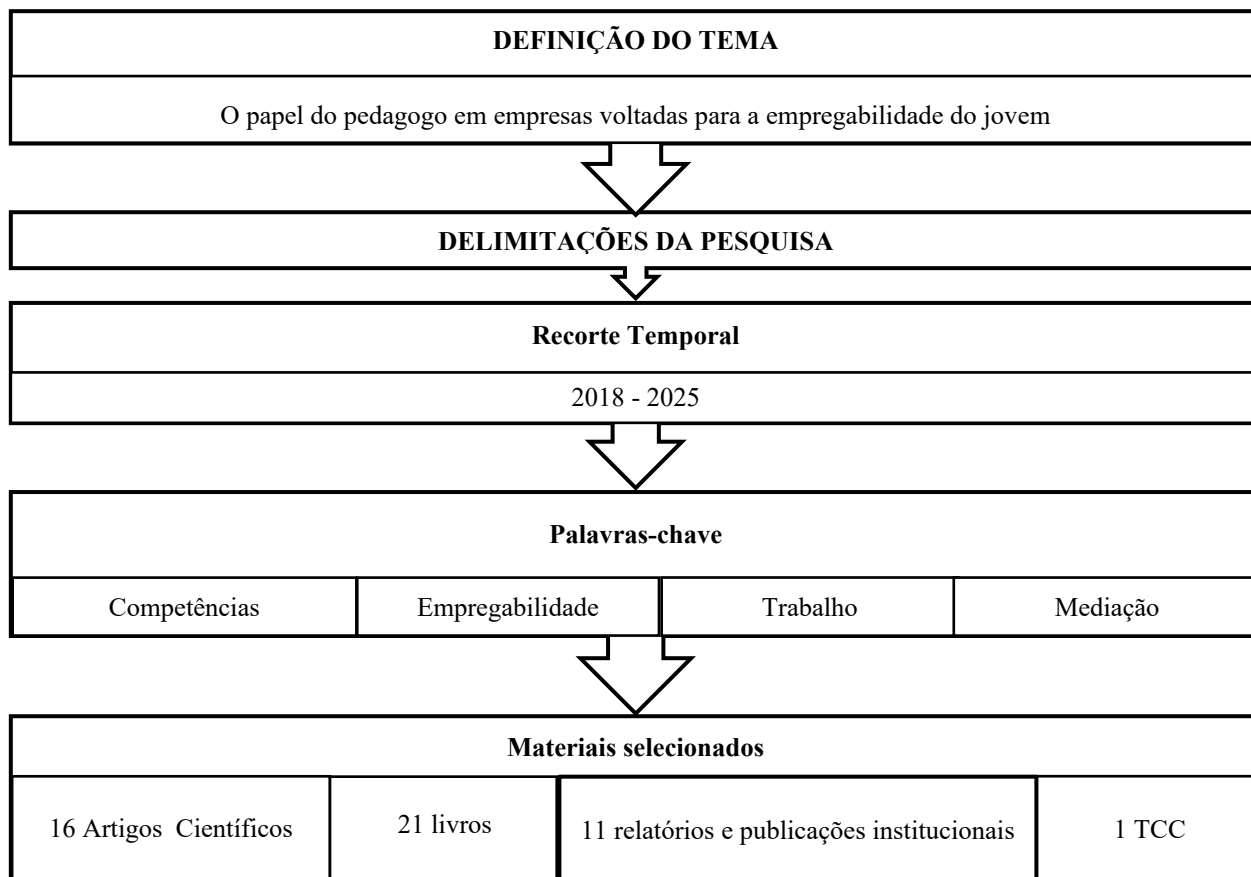 DEFINIÇÃO DO TEMA
O papel do pedagogo em empresas voltadas para a empregabilidade do jovem
DELIMITAÇÕES DA PESQUISA
Recorte Temporal
2018 - 2025
Palavras-chave
Competências
Empregabilidade
Trabalho
Mediação
Materiais selecionados
16 Artigos Científicos
21 livros
11 relatórios e publicações institucionais
1 TCC